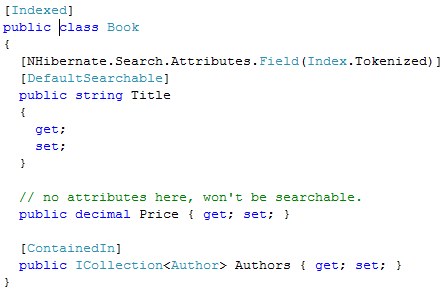 [Indexed]
public class Book
{
  [NHibernate.Search.Attributes.Field(Index.Tokenized)]
  [DefaultSearchable]
  public string Title
  {
    get;
    set;
  }

  // no attributes here, won't be searchable.
  public decimal Price { get; set; }

  [ContainedIn]
  public ICollection<Author> Authors { get; set; }
}